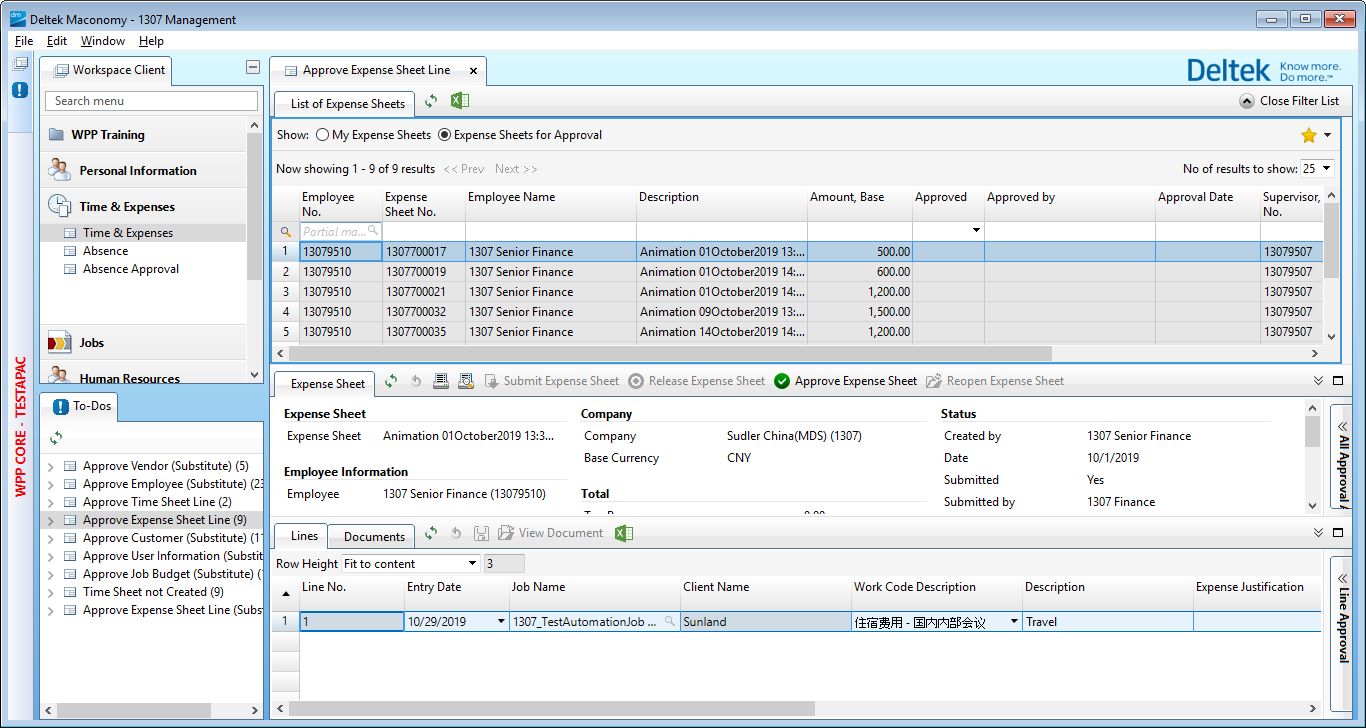 Deltek Maconomy - 1307 Management
File Edit Window Help
WPP CORE - TESTAPAC
Workspace Client
Search menu
WPP Training
Personal Information
Time & Expenses
Time & Expenses
Absence
Absence Approval
Jobs
Human Resources
To-Dos
Approve Vendor (Substitute) (5)
Approve Employee (Substitute) (23
Approve Time Sheet Line (2)
Approve Expense Sheet Line (9)
Approve Customer (Substitute) (11
Approve User Information (Substit
Approve Job Budget (Substitute) (
Time Sheet not Created (9)
Approve Expense Sheet Line (Subs
Approve Expense Sheet Line
Deltek Know more. Do more.™
List of Expense Sheets
Close Filter List
Show: My Expense Sheets Expense Sheets for Approval
Now showing 1 - 9 of 9 results << Prev Next >> No of results to show: 25
Employee No. Expense Sheet No. Employee Name Description Amount, Base Approved Approved by Approval Date Supervisor, No.
Partial ma...
1 13079510 1307700017 1307 Senior Finance Animation 01October2019 13:... 500.00 13079507
2 13079510 1307700019 1307 Senior Finance Animation 01October2019 14:... 600.00 13079507
3 13079510 1307700021 1307 Senior Finance Animation 01October2019 14:... 1,200.00 13079507
4 13079510 1307700032 1307 Senior Finance Animation 09October2019 13:... 1,500.00 13079507
5 13079510 1307700035 1307 Senior Finance Animation 14October2019 14:... 1,200.00 13079507
Expense Sheet Submit Expense Sheet Release Expense Sheet Approve Expense Sheet Reopen Expense Sheet
Expense Sheet
Expense Sheet Animation 01October2019 13:3...
Employee Information
Employee 1307 Senior Finance (13079510)
Company
Company Sudler China(MDS) (1307)
Base Currency CNY
Total
Status
Created by 1307 Senior Finance
Date 10/1/2019
Submitted Yes
Submitted by 1307 Finance
All Approval
Lines Documents View Document
Row Height Fit to content 3
Line No. Entry Date Job Name Client Name Work Code Description Description Expense Justification
1 1 10/29/2019 1307_TestAutomationJob ... Sunland 住宿费用 - 国内内部会议 Travel
Line Approval